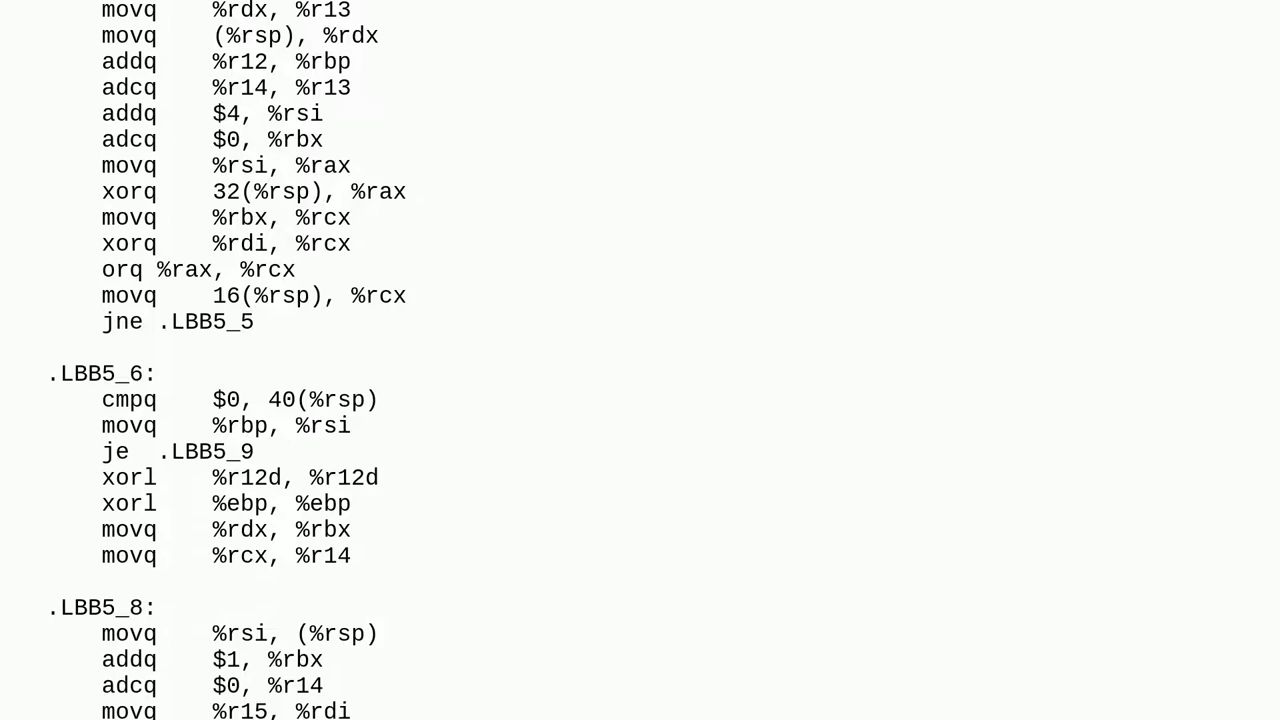 movq    %rdx, %r13
movq    (%rsp), %rdx
addq    %r12, %rbp
adcq    %r14, %r13
addq    $4, %rsi
adcq    $0, %rbx
movq    %rsi, %rax
xorq    32(%rsp), %rax
movq    %rbx, %rcx
xorq    %rdi, %rcx
orq %rax, %rcx
movq    16(%rsp), %rcx
jne .LBB5_5
.LBB5_6:
cmpq    $0, 40(%rsp)
movq    %rbp, %rsi
je  .LBB5_9
xorl    %r12d, %r12d
xorl    %ebp, %ebp
movq    %rdx, %rbx
movq    %rcx, %r14
.LBB5_8:
movq    %rsi, (%rsp)
addq    $1, %rbx
adcq    $0, %r14
movq    %r15, %rdi